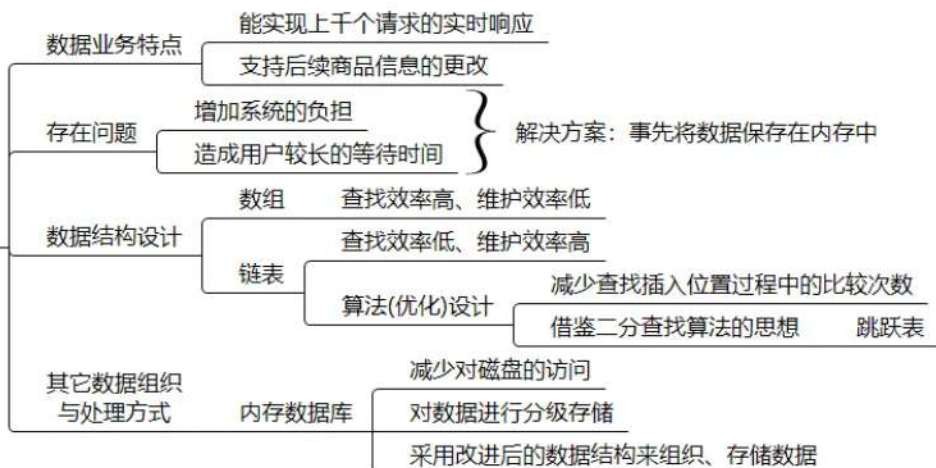 数据业务特点
能实现上千个请求的实时响应
支持后续商品信息的更改
存在问题
增加系统的负担
造成用户较长的等待时间
解决方案：事先将数据保存在内存中
数据结构设计
数组
查找效率高、维护效率低
链表
查找效率低、维护效率高
算法(优化)设计
减少查找插入位置过程中的比较次数
借鉴二分查找算法的思想
跳跃表
其它数据组织
与处理方式
内存数据库
减少对磁盘的访问
对数据进行分级存储
采用改进后的数据结构来组织、存储数据